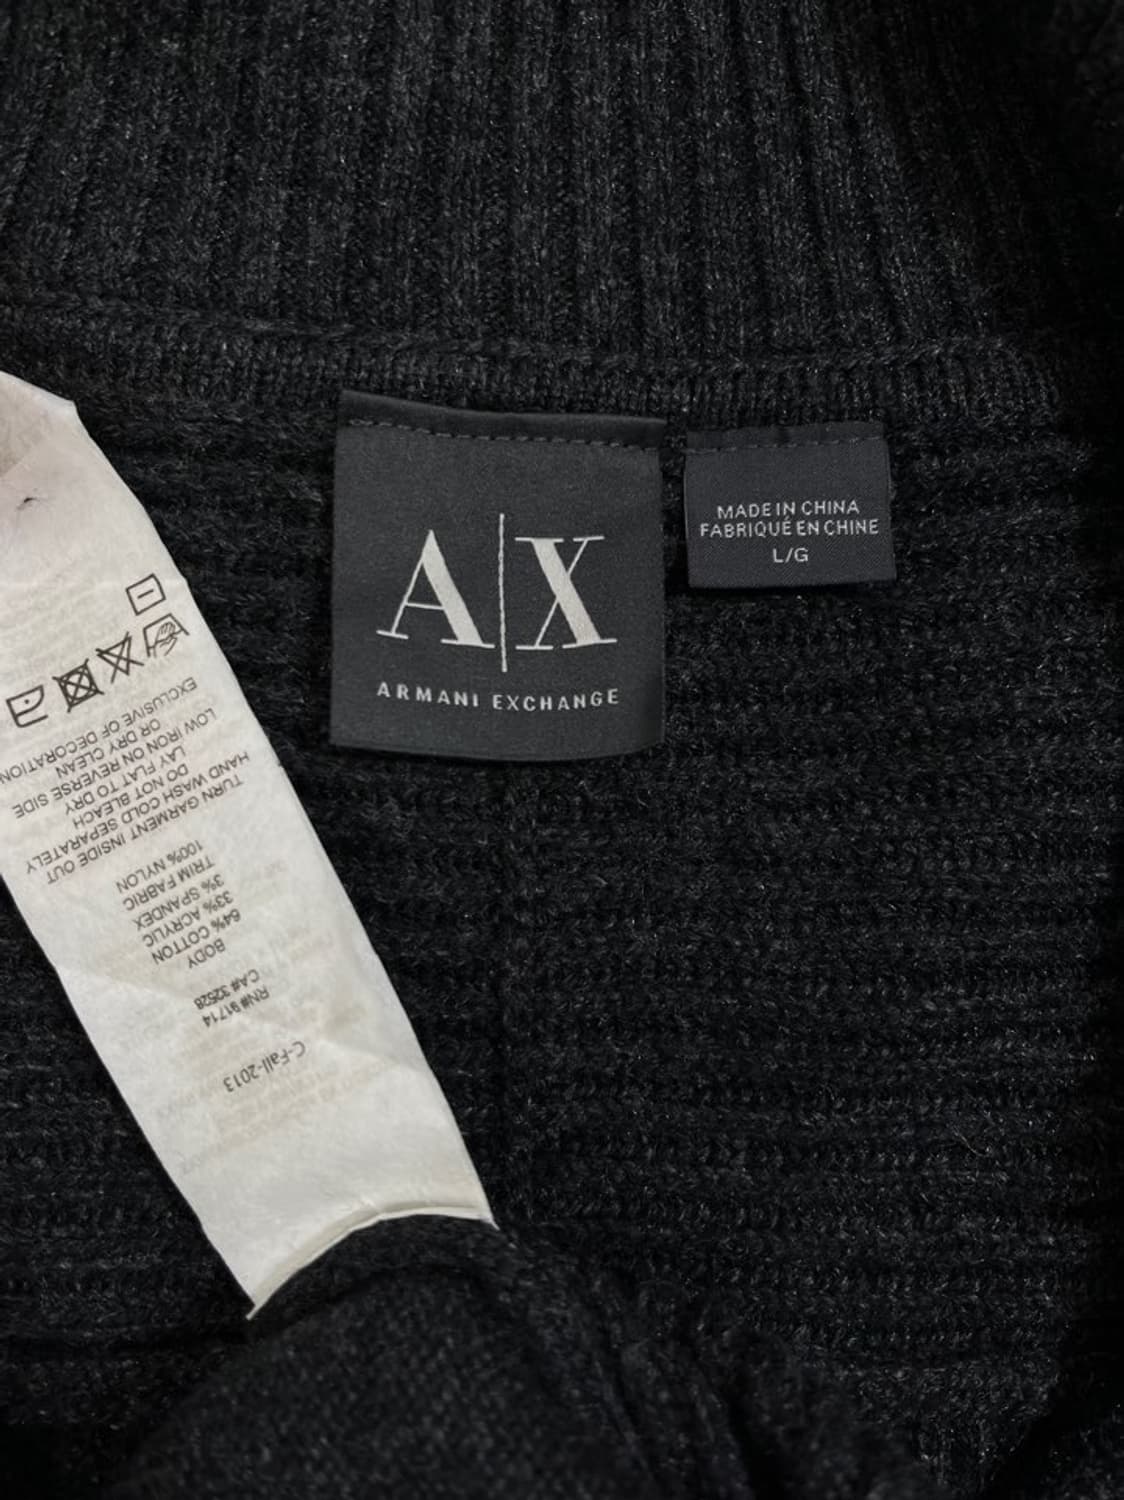 A|X
ARMANI EXCHANGE
MADE IN CHINA
FABRIQUÉ EN CHINE
L/G
C-Fall-2013
RN# 91714
CA# 32528
BODY
64% COTTON
33% ACRYLIC
3% SPANDEX
TRIM FABRIC
100% NYLON
TURN GARMENT INSIDE OUT
HAND WASH COLD SEPARATELY
DO NOT BLEACH
LAY FLAT TO DRY
LOW IRON ON REVERSE SIDE
OR DRY CLEAN
EXCLUSIVE OF DECORATION